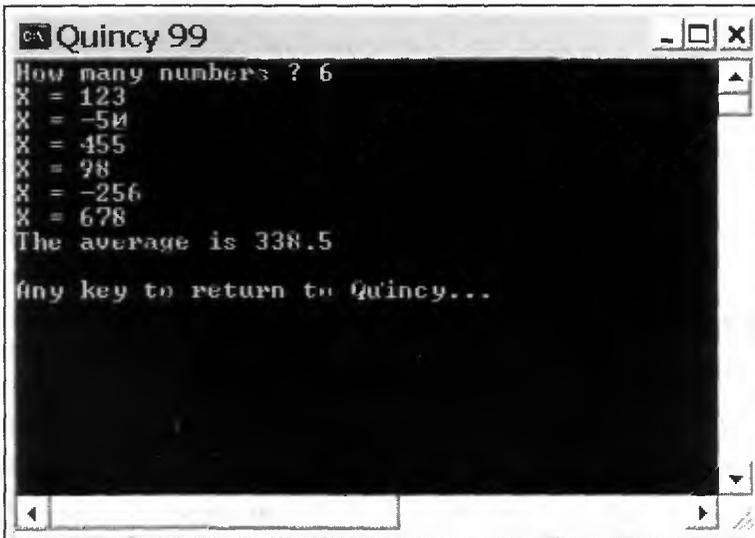 Quincy 99
How many numbers ? 6
X = 123
X = -50
X = 455
X = 98
X = -256
X = 678
The average is 338.5
Any key to return to Quincy...